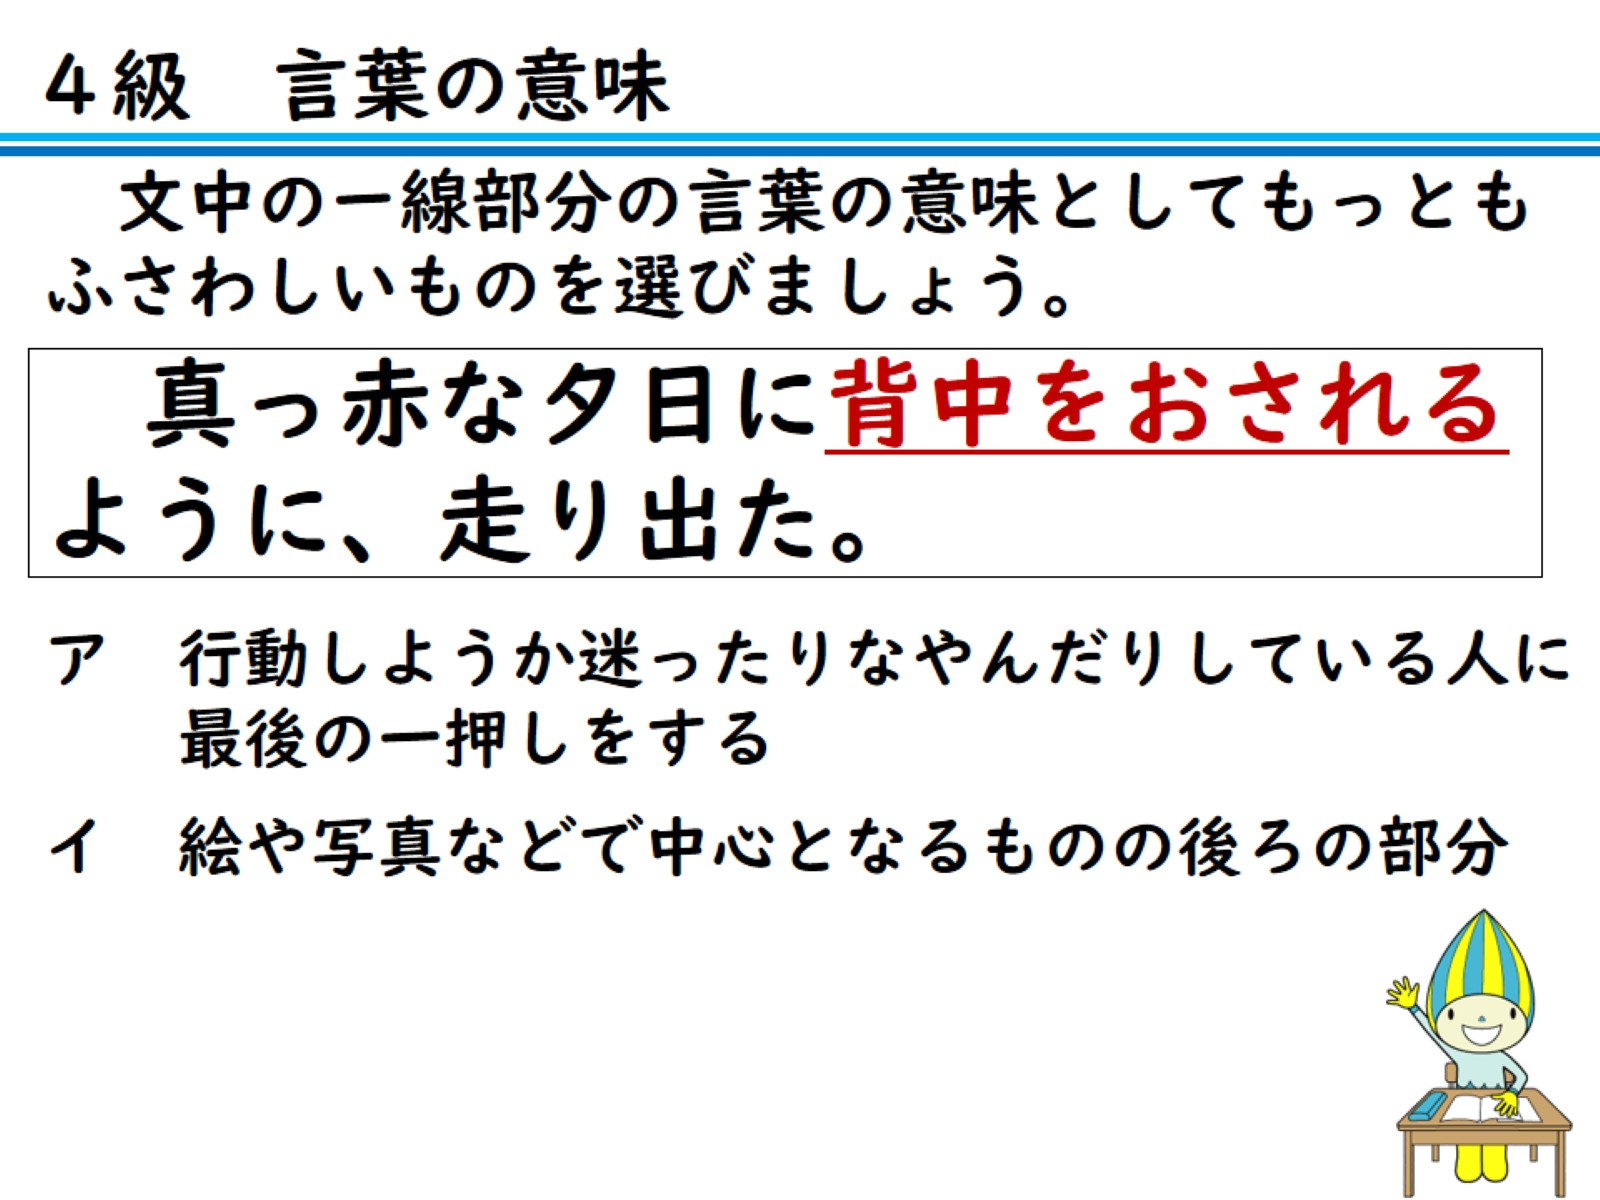 ４級　言葉の意味
文中の一線部分の言葉の意味としてもっとも
ふさわしいものを選びましょう。
真っ赤な夕日に背中をおされる
ように、走り出た。
ア　行動しようか迷ったりなやんだりしている人に
最後の一押しをする
イ　絵や写真などで中心となるものの後ろの部分